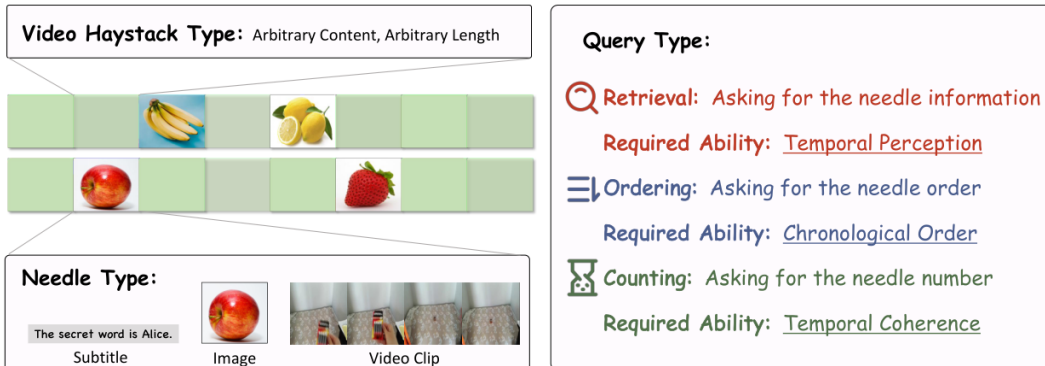 Video Haystack Type: Arbitrary Content, Arbitrary Length
Needle Type:
The secret word is Alice.
Subtitle
Image
Video Clip
Query Type:
Retrieval: Asking for the needle information
Required Ability: Temporal Perception
Ordering: Asking for the needle order
Required Ability: Chronological Order
Counting: Asking for the needle number
Required Ability: Temporal Coherence